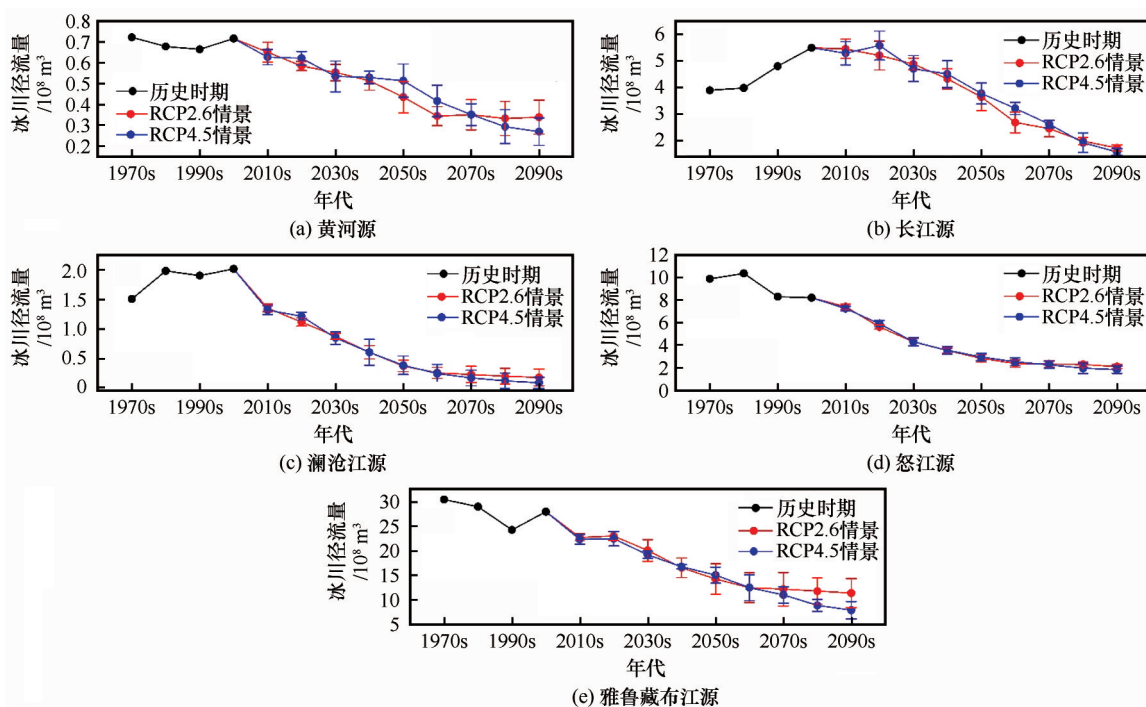 冰川径流量
/10⁸ m³
0.8
0.7
0.6
0.5
0.4
0.3
0.2
历史时期
RCP2.6情景
RCP4.5情景
1970s 1990s 2010s 2030s 2050s 2070s 2090s
年代
(a) 黄河源
冰川径流量
/10⁸ m³
6
5
4
3
2
历史时期
RCP2.6情景
RCP4.5情景
1970s 1990s 2010s 2030s 2050s 2070s 2090s
年代
(b) 长江源
冰川径流量
/10⁸ m³
2.0
1.5
1.0
0.5
0
历史时期
RCP2.6情景
RCP4.5情景
1970s 1990s 2010s 2030s 2050s 2070s 2090s
年代
(c) 澜沧江源
冰川径流量
/10⁸ m³
12
10
8
6
4
2
0
历史时期
RCP2.6情景
RCP4.5情景
1970s 1990s 2010s 2030s 2050s 2070s 2090s
年代
(d) 怒江源
冰川径流量
/10⁸ m³
30
25
20
15
10
5
历史时期
RCP2.6情景
RCP4.5情景
1970s 1990s 2010s 2030s 2050s 2070s 2090s
年代
(e) 雅鲁藏布江源